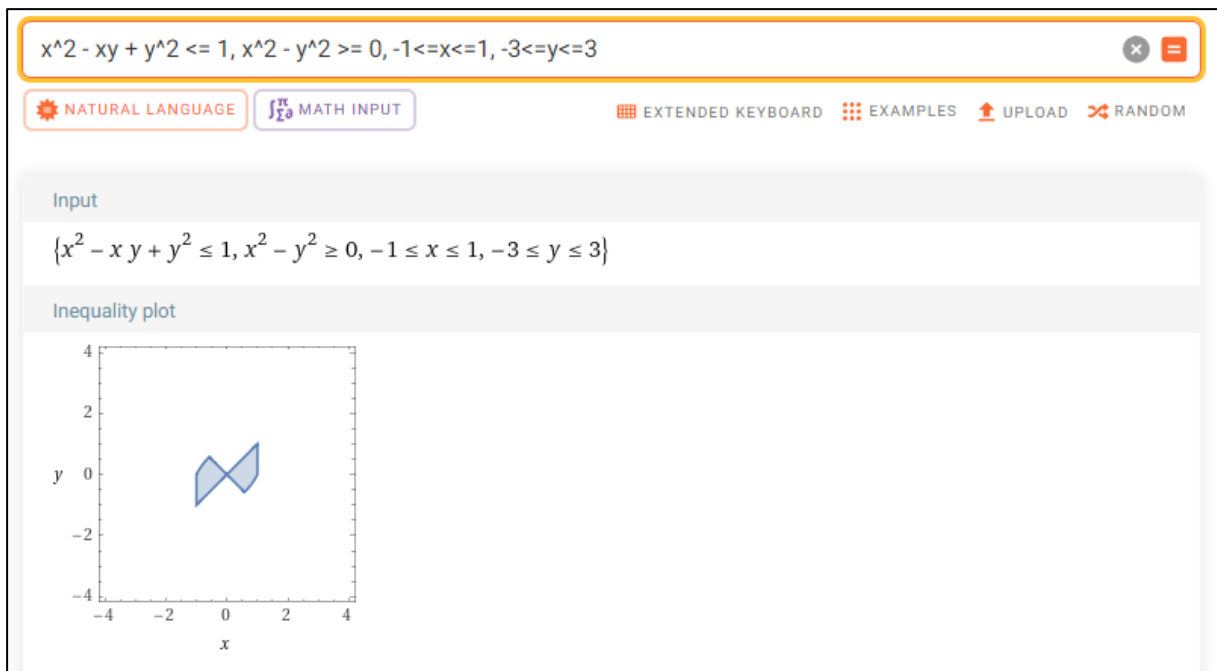 x^2 - xy + y^2 <= 1, x^2 - y^2 >= 0, -1<=x<=1, -3<=y<=3
NATURAL LANGUAGE MATH INPUT EXTENDED KEYBOARD EXAMPLES UPLOAD RANDOM
Input
{x² − x y + y² ≤ 1, x² − y² ≥ 0, −1 ≤ x ≤ 1, −3 ≤ y ≤ 3}
Inequality plot
4
2
y 0
−2
−4
−4 −2 0 2 4
x